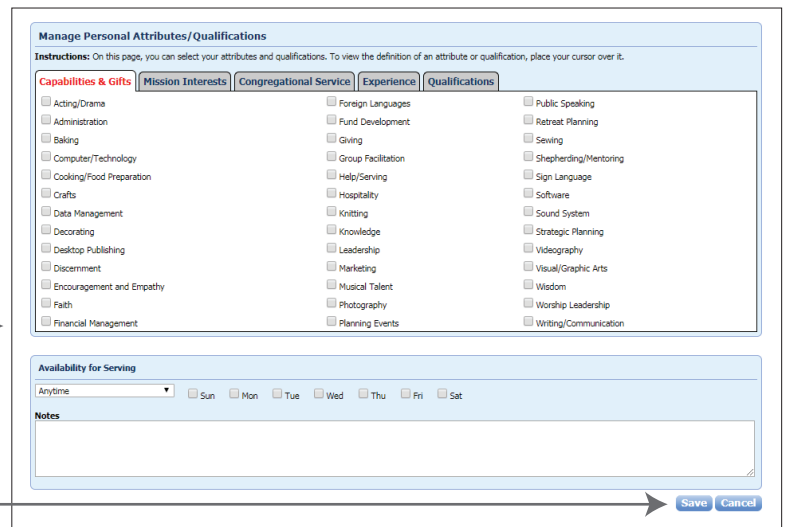 Manage Personal Attributes/Qualifications
Instructions: On this page, you can select your attributes and qualifications. To view the definition of an attribute or qualification, place your cursor over it.
Capabilities & Gifts Mission Interests Congregational Service Experience Qualifications
Acting/Drama Foreign Languages Public Speaking
Administration Fund Development Retreat Planning
Baking Giving Sewing
Computer/Technology Group Facilitation Shepherding/Mentoring
Cooking/Food Preparation Help/Serving Sign Language
Crafts Hospitality Software
Data Management Knitting Sound System
Decorating Knowledge Strategic Planning
Desktop Publishing Leadership Videography
Discernment Marketing Visual/Graphic Arts
Encouragement and Empathy Musical Talent Wisdom
Faith Photography Worship Leadership
Financial Management Planning Events Writing/Communication
Availability for Serving
Anytime Sun Mon Tue Wed Thu Fri Sat
Notes
Save Cancel